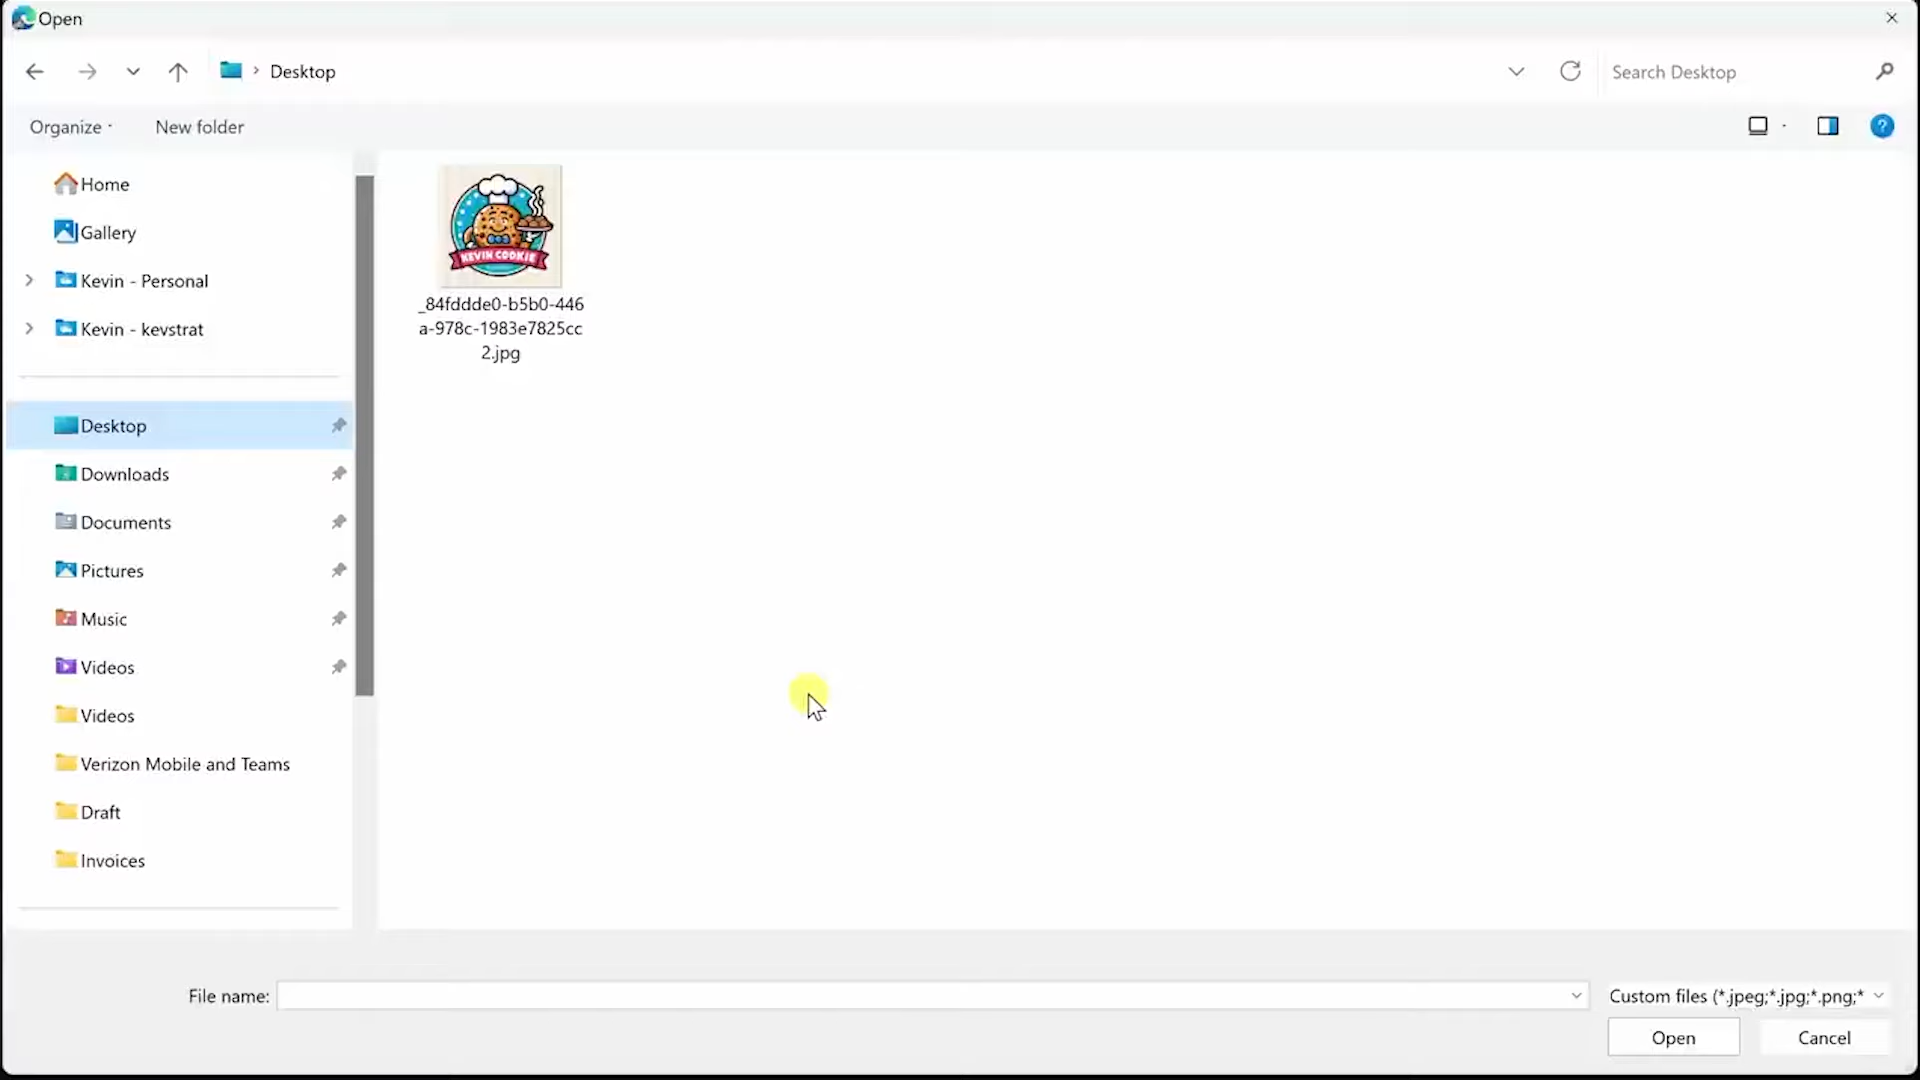 Open
Desktop
Search Desktop
Organize
New folder
Home
Gallery
Kevin - Personal
Kevin - kevstrat
Desktop
Downloads
Documents
Pictures
Music
Videos
Videos
Verizon Mobile and Teams
Draft
Invoices
KEVIN COOKIE
_84fddde0-b5b0-446
a-978c-1983e7825cc
2.jpg
File name:
Custom files (*.jpeg;*.jpg;*.png;*
Open
Cancel